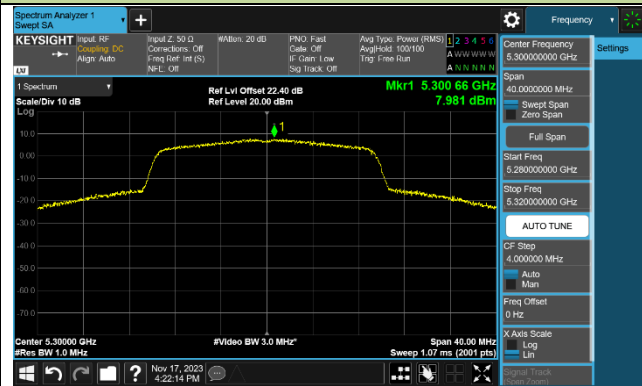 Spectrum Analyzer 1
Swept SA
Frequency
KEYSIGHT
Input: RF
Coupling: DC
Align: Auto
Input Z: 50 Ω
Corrections: Off
Freq Ref: Int (S)
NFE: Off
#Atten: 20 dB
PNO: Fast
Gate: Off
IF Gain: Low
Sig Track: Off
Avg Type: Power (RMS)
Avg|Hold: 100/100
Trig: Free Run
1 2 3 4 5 6
A W W W W W
A N N N N N
LXI
1 Spectrum
Scale/Div 10 dB
Log
Ref Lvl Offset 22.40 dB
Ref Level 20.00 dBm
Mkr1 5.300 66 GHz
7.981 dBm
1
10.0
0.00
-10.0
-20.0
-30.0
-40.0
-50.0
-60.0
-70.0
Center 5.30000 GHz
#Res BW 1.0 MHz
#Video BW 3.0 MHz*
Span 40.00 MHz
Sweep 1.07 ms (2001 pts)
Center Frequency
5.300000000 GHz
Settings
Span
40.0000000 MHz
Swept Span
Zero Span
Full Span
Start Freq
5.280000000 GHz
Stop Freq
5.320000000 GHz
AUTO TUNE
CF Step
4.000000 MHz
Auto
Man
Freq Offset
0 Hz
X Axis Scale
Log
Lin
Signal Track
(Span Zoom)
Nov 17, 2023
4:22:14 PM